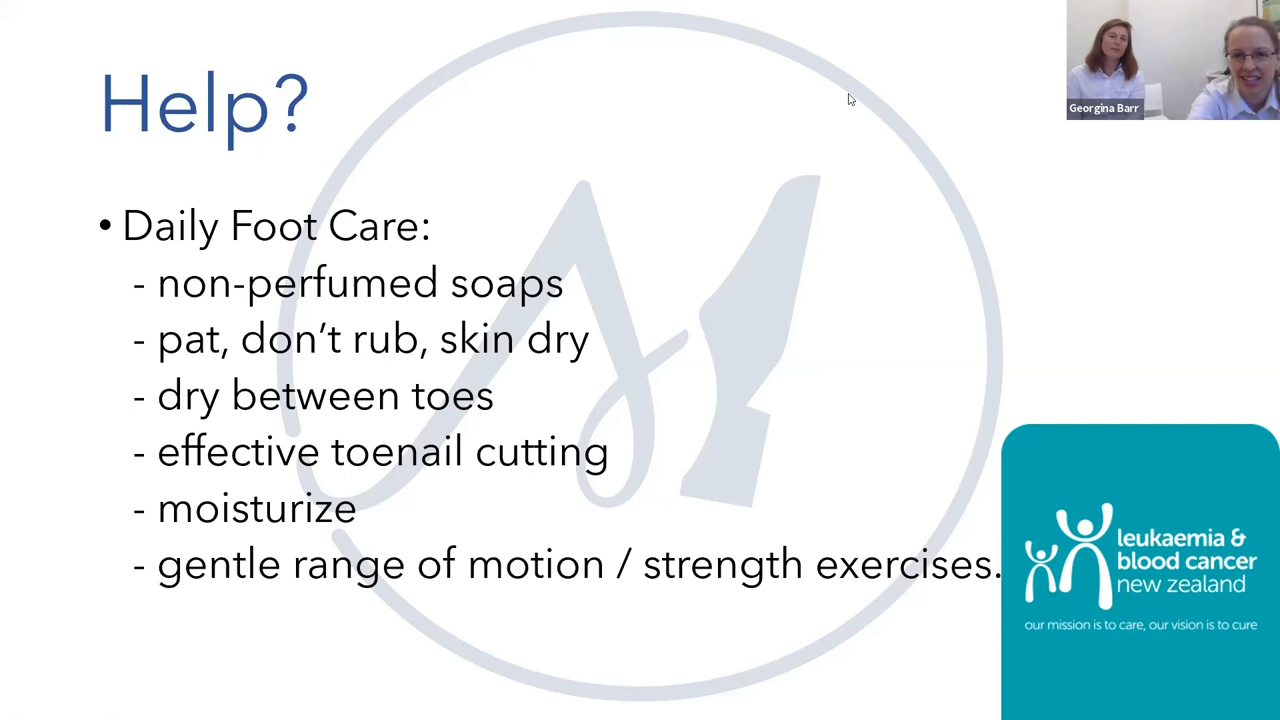 Help?
Georgina Barr
• Daily Foot Care:
- non-perfumed soaps
- pat, don’t rub, skin dry
- dry between toes
- effective toenail cutting
- moisturize
- gentle range of motion / strength exercises.
leukaemia &
blood cancer
new zealand
our mission is to care, our vision is to cure